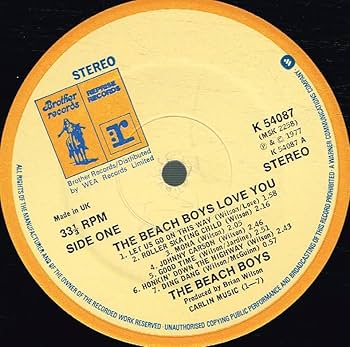 STEREO
Brother
records
REPRISE
RECORDS
r
Brother Records/Distributed
by
WEA Records Limited
K 54087
(MSK 2258)
℗ & © 1977
K 54087 A
STEREO
Made in UK
33⅓ RPM
SIDE ONE
THE BEACH BOYS LOVE YOU
1. LET US GO ON THIS WAY (Wilson/Love) 1.58
2. ROLLER SKATING CHILD (Wilson) 2.16
3. MONA (Wilson) 2.05
4. JOHNNY CARSON (Wilson) 2.46
5. GOOD TIME (Wilson/Jardine) 2.51
6. HONKIN' DOWN THE HIGHWAY (Wilson) 2.43
7. DING DANG (Wilson/McGuinn) 0.57
THE BEACH BOYS
Produced by Brian Wilson
CARLIN MUSIC (1—7)
ALL RIGHTS OF THE MANUFACTURER AND OF THE OWNER OF THE RECORDED WORK RESERVED · UNAUTHORISED COPYING PUBLIC PERFORMANCE AND BROADCASTING OF THIS RECORD PROHIBITED · A WARNER COMMUNICATIONS COMPANY